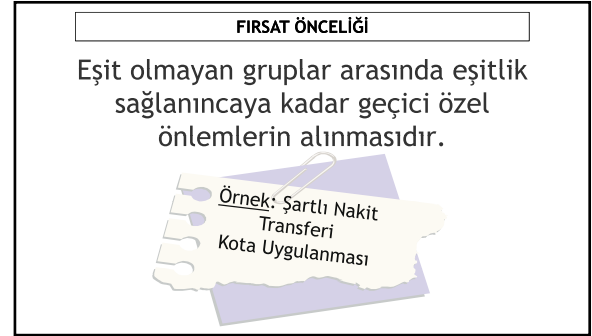 FIRSAT ÖNCELİĞİ
Eşit olmayan gruplar arasında eşitlik
sağlanıncaya kadar geçici özel
önlemlerin alınmasıdır.
Örnek: Şartlı Nakit
Transferi
Kota Uygulanması